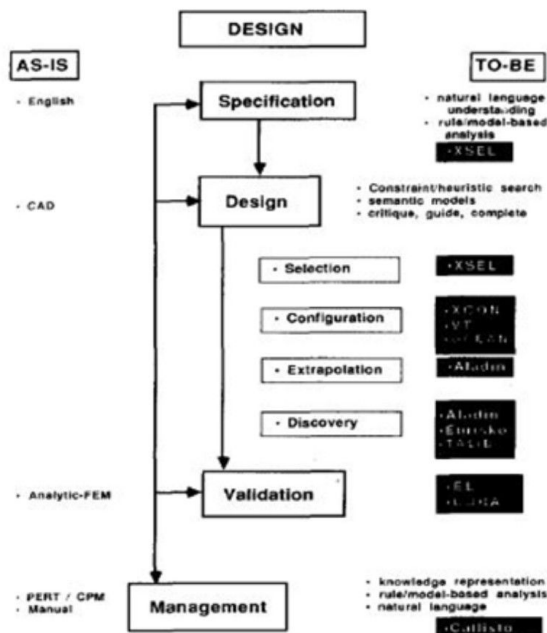 DESIGN
AS-IS
TO-BE
• English
Specification
• natural language
understanding
• rule/model-based
analysis
•XSEL
• CAD
Design
• Constraint/heuristic search
• semantic models
• critique, guide, complete
• Selection
•XSEL
• Configuration
•XCON
•VT
• Extrapolation
•Aladin
• Discovery
•Aladin
•Eurisko
•TALIB
• Analytic-FEM
Validation
•EL
• PERT / CPM
• Manual
Management
• knowledge representation
• rule/model-based analysis
• natural language
•Callisto